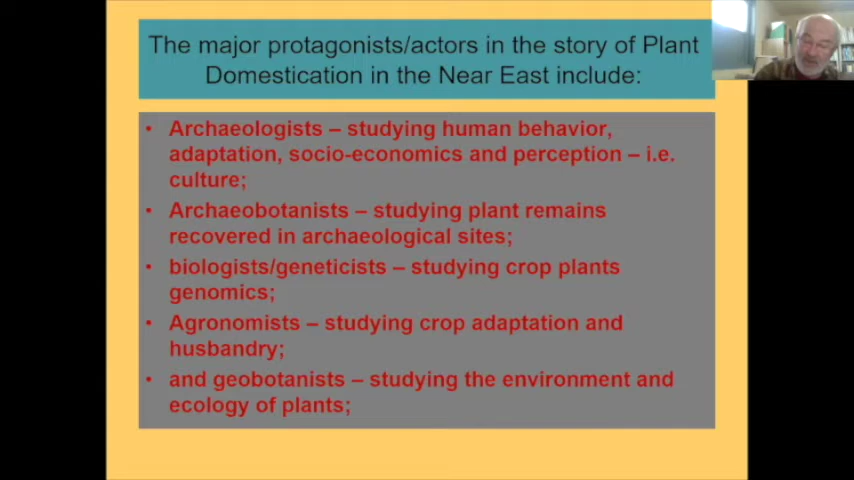 The major protagonists/actors in the story of Plant
Domestication in the Near East include:
• Archaeologists – studying human behavior,
adaptation, socio-economics and perception – i.e.
culture;
• Archaeobotanists – studying plant remains
recovered in archaeological sites;
• biologists/geneticists – studying crop plants
genomics;
• Agronomists – studying crop adaptation and
husbandry;
• and geobotanists – studying the environment and
ecology of plants;